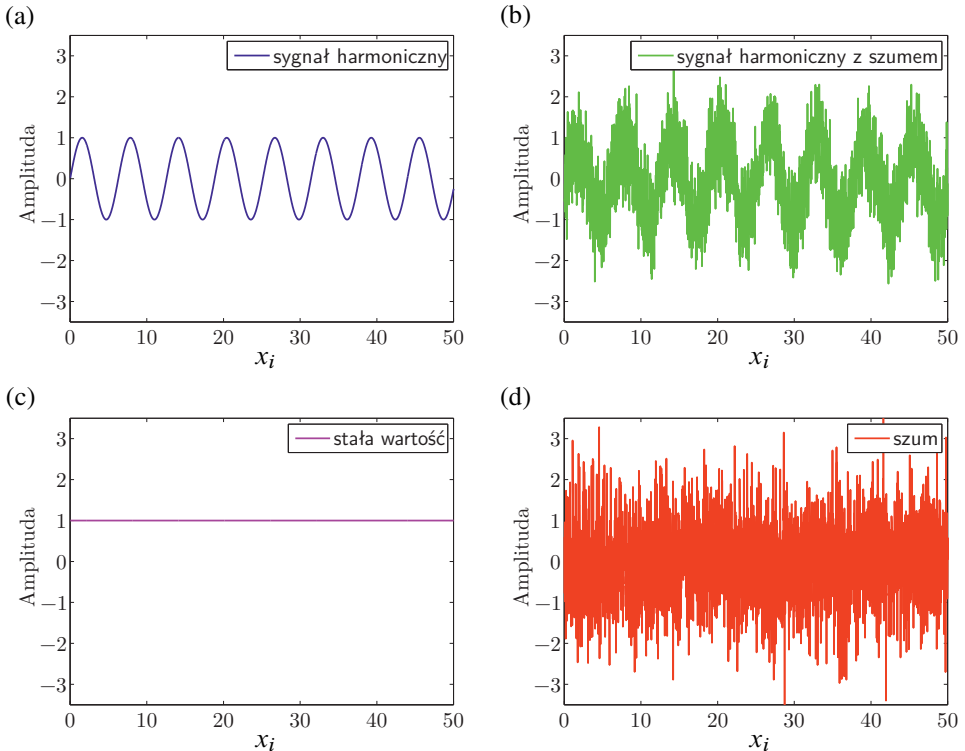 (a)
sygnał harmoniczny
3
2
1
0
−1
−2
−3
Amplituda
0 10 20 30 40 50
x_i
(b)
sygnał harmoniczny z szumem
3
2
1
0
−1
−2
−3
Amplituda
0 10 20 30 40 50
x_i
(c)
stała wartość
3
2
1
0
−1
−2
−3
Amplituda
0 10 20 30 40 50
x_i
(d)
szum
3
2
1
0
−1
−2
−3
Amplituda
0 10 20 30 40 50
x_i